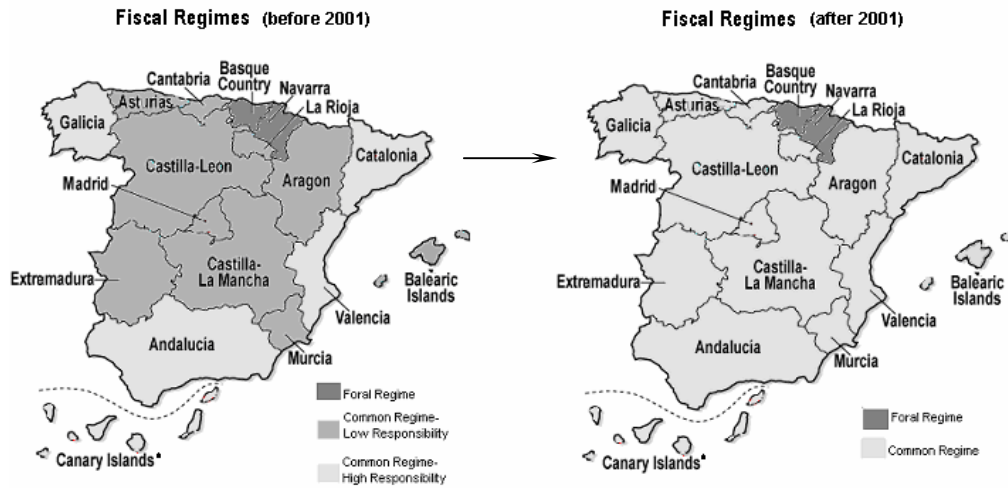 Fiscal Regimes (before 2001)
Cantabria
Basque
Country
Navarra
La Rioja
Asturias
Galicia
Castilla-Leon
Catalonia
Aragon
Madrid
Castilla-
La Mancha
Extremadura
Balearic
Islands
Valencia
Andalucia
Murcia
Canary Islands*
Foral Regime
Common Regime-
Low Responsibility
Common Regime-
High Responsibility
Fiscal Regimes (after 2001)
Cantabria
Basque
Country
Navarra
La Rioja
Asturias
Galicia
Castilla-Leon
Catalonia
Aragon
Madrid
Castilla-
La Mancha
Extremadura
Balearic
Islands
Valencia
Andalucia
Murcia
Canary Islands*
Foral Regime
Common Regime